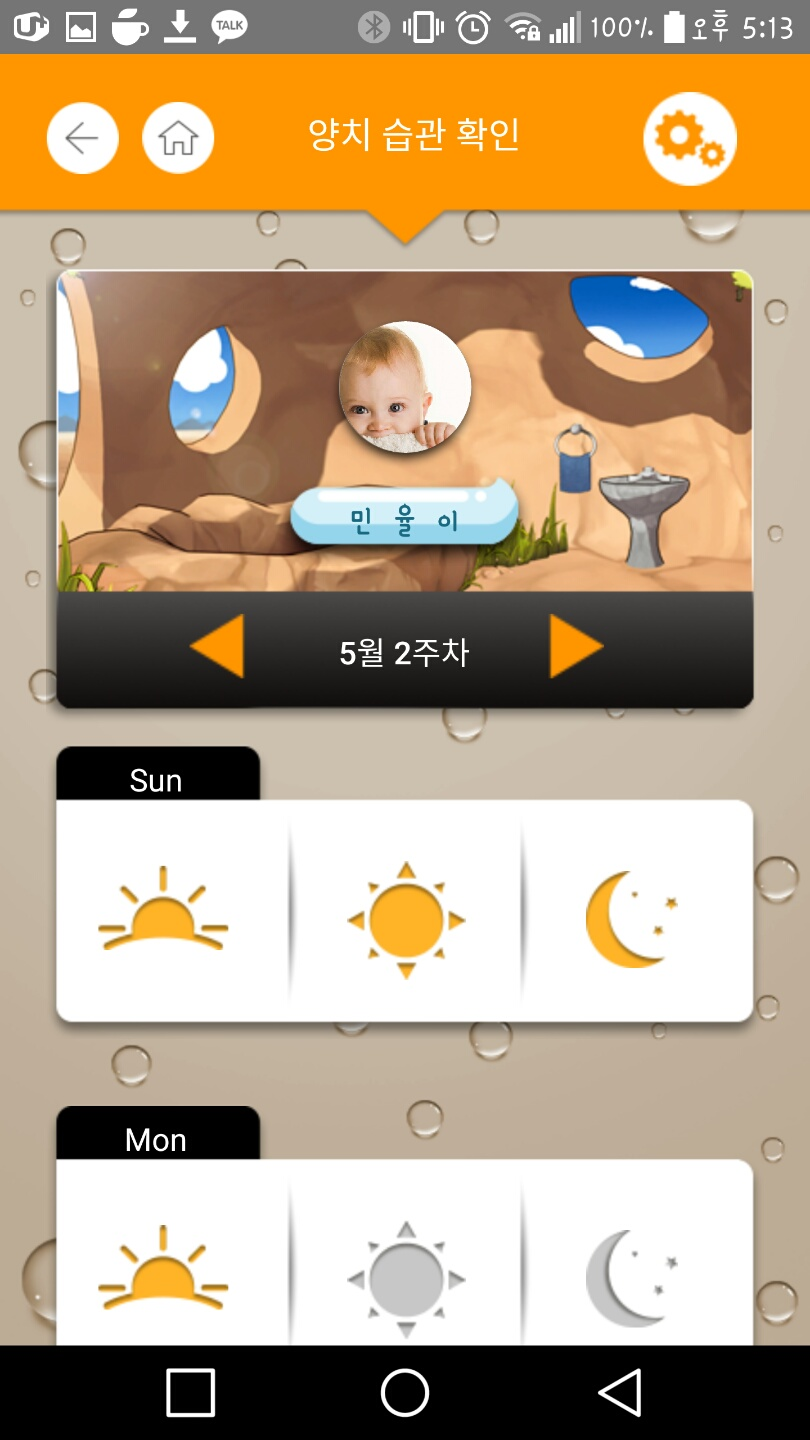 U+
TALK
100% 오후 5:13
양치 습관 확인
민 율 이
5월 2주차
Sun
Mon